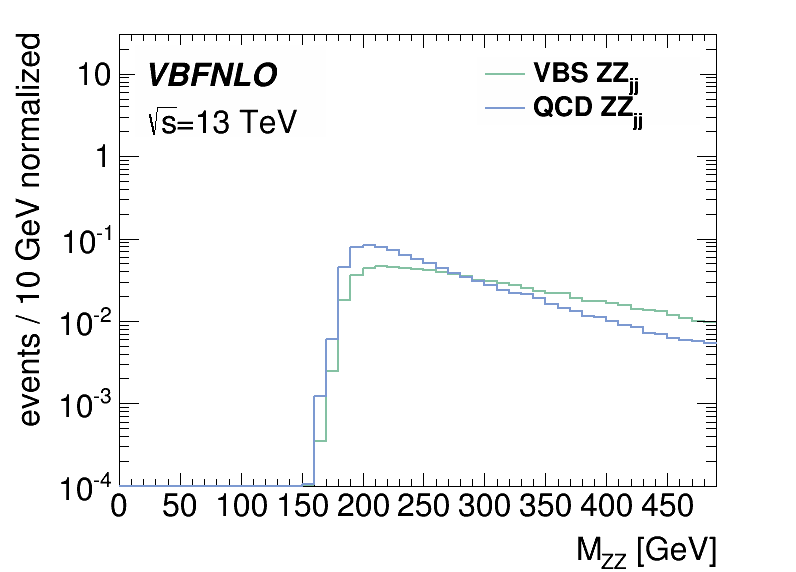 VBFNLO
√s=13 TeV
VBS ZZjj
QCD ZZjj
events / 10 GeV normalized
10
1
10-1
10-2
10-3
10-4
0 50 100 150 200 250 300 350 400 450
MZZ [GeV]